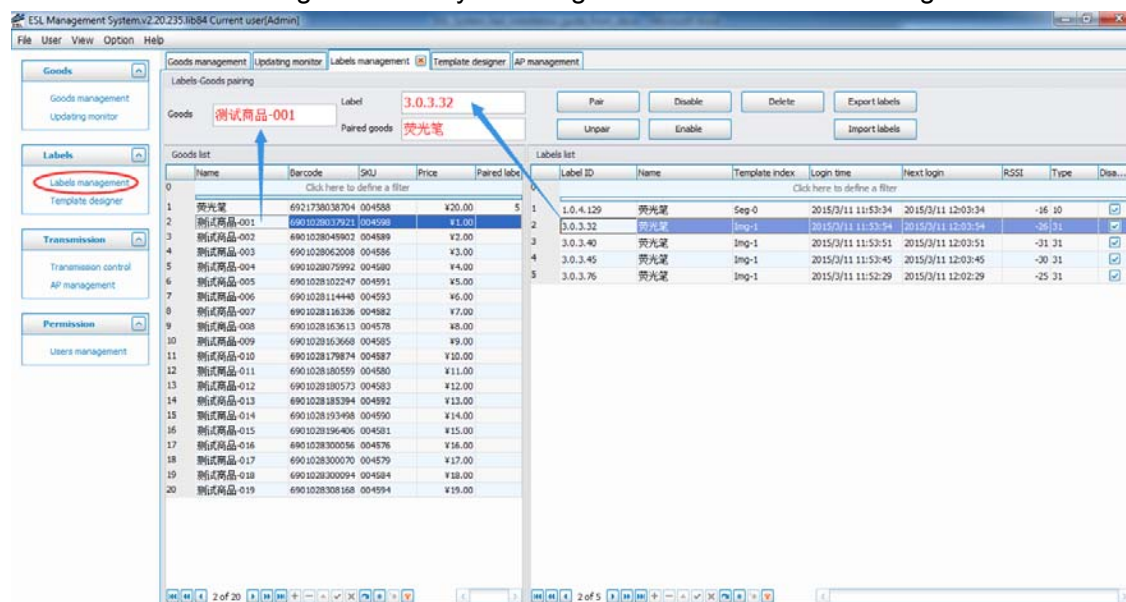 ESL Management System.v2.20.235.lib84 Current user[Admin]
File User View Option Help
Goods
Goods management
Updating monitor
Labels
Labels management
Template designer
Transmission
Transmission control
AP management
Permission
Users management
Goods management Updating monitor Labels management Template designer AP management
Labels-Goods pairing
Goods 测试商品-001 Label 3.0.3.32 Pair Disable Delete Export labels
Paired goods 荧光笔 Unpair Enable Import labels
Goods list
Name Barcode SKU Price Paired labe
0 Click here to define a filter
1 荧光笔 6921738038704 004588 ¥20.00 5
2 测试商品-001 6901028037921 004598 ¥1.00
3 测试商品-002 6901028045902 004589 ¥2.00
4 测试商品-003 6901028062008 004586 ¥3.00
5 测试商品-004 6901028075992 004580 ¥4.00
6 测试商品-005 6901028102247 004591 ¥5.00
7 测试商品-006 6901028114448 004593 ¥6.00
8 测试商品-007 6901028116336 004582 ¥7.00
9 测试商品-008 6901028163613 004578 ¥8.00
10 测试商品-009 6901028163668 004585 ¥9.00
11 测试商品-010 6901028179874 004587 ¥10.00
12 测试商品-011 6901028180559 004580 ¥11.00
13 测试商品-012 6901028180573 004583 ¥12.00
14 测试商品-013 6901028185394 004592 ¥13.00
15 测试商品-014 6901028193498 004590 ¥14.00
16 测试商品-015 6901028196406 004581 ¥15.00
17 测试商品-016 6901028300056 004576 ¥16.00
18 测试商品-017 6901028300070 004579 ¥17.00
19 测试商品-018 6901028300094 004584 ¥18.00
20 测试商品-019 6901028308168 004594 ¥19.00
2 of 20
Labels list
Label ID Name Template index Login time Next login RSSI Type Disa...
0 Click here to define a filter
1 1.0.4.129 荧光笔 Seg-0 2015/3/11 11:53:34 2015/3/11 12:03:34 -16 10
2 3.0.3.32 荧光笔 Img-1 2015/3/11 11:53:54 2015/3/11 12:03:54 -26 31
3 3.0.3.40 荧光笔 Img-1 2015/3/11 11:53:51 2015/3/11 12:03:51 -31 31
4 3.0.3.45 荧光笔 Img-1 2015/3/11 11:53:45 2015/3/11 12:03:45 -30 31
5 3.0.3.76 荧光笔 Img-1 2015/3/11 11:52:29 2015/3/11 12:02:29 -25 31
2 of 5